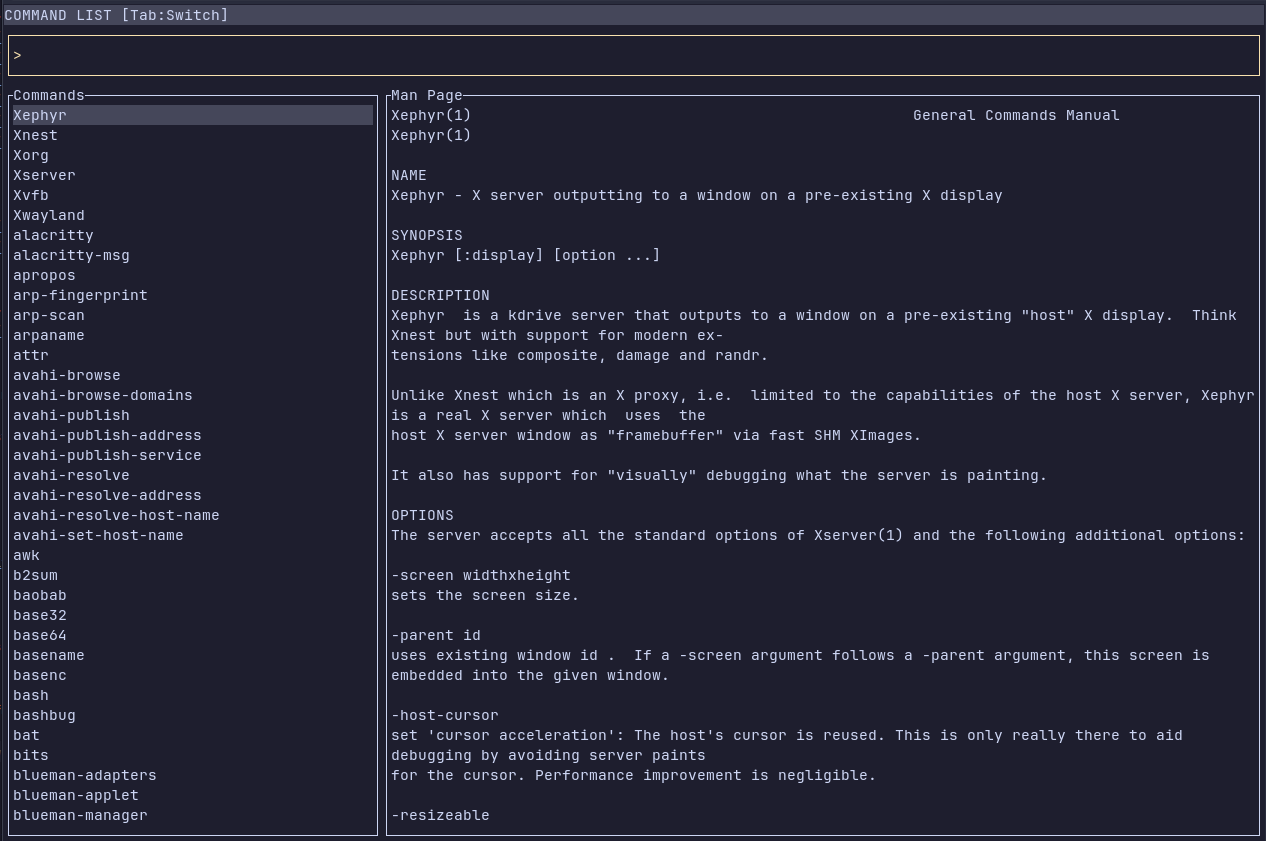 COMMAND LIST [Tab:Switch]
>
Commands
Xephyr
Xnest
Xorg
Xserver
Xvfb
Xwayland
alacritty
alacritty-msg
apropos
arp-fingerprint
arp-scan
arpaname
attr
avahi-browse
avahi-browse-domains
avahi-publish
avahi-publish-address
avahi-publish-service
avahi-resolve
avahi-resolve-address
avahi-resolve-host-name
avahi-set-host-name
awk
b2sum
baobab
base32
base64
basename
basenc
bash
bashbug
bat
bits
blueman-adapters
blueman-applet
blueman-manager
Man Page
Xephyr(1) General Commands Manual
Xephyr(1)
NAME
Xephyr - X server outputting to a window on a pre-existing X display
SYNOPSIS
Xephyr [:display] [option ...]
DESCRIPTION
Xephyr  is a kdrive server that outputs to a window on a pre-existing "host" X display.  Think
Xnest but with support for modern ex-
tensions like composite, damage and randr.
Unlike Xnest which is an X proxy, i.e.  limited to the capabilities of the host X server, Xephyr
is a real X server which  uses  the
host X server window as "framebuffer" via fast SHM XImages.
It also has support for "visually" debugging what the server is painting.
OPTIONS
The server accepts all the standard options of Xserver(1) and the following additional options:
-screen widthxheight
sets the screen size.
-parent id
uses existing window id .  If a -screen argument follows a -parent argument, this screen is
embedded into the given window.
-host-cursor
set 'cursor acceleration': The host's cursor is reused. This is only really there to aid
debugging by avoiding server paints
for the cursor. Performance improvement is negligible.
-resizeable